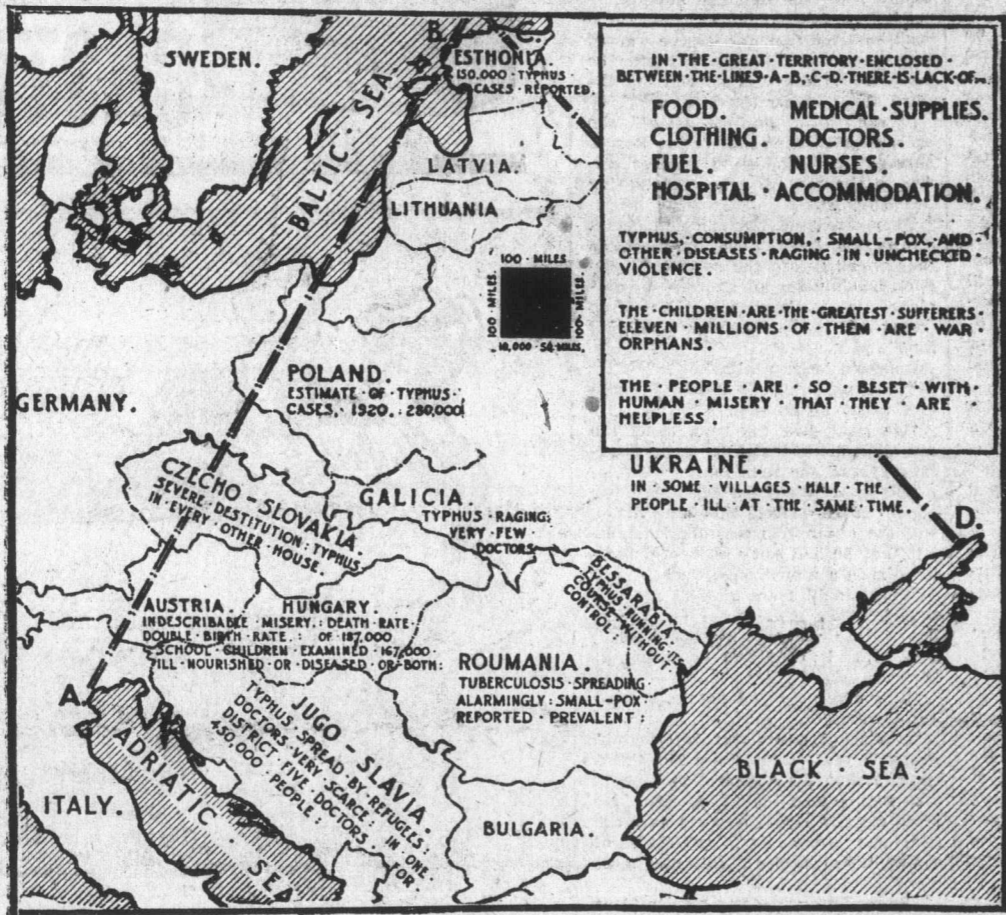 SWEDEN.
BALTIC · SEA.
B.
C.
ESTHONIA.
150,000 · TYPHUS
CASES · REPORTED.
LATVIA.
LITHUANIA
IN · THE · GREAT · TERRITORY · ENCLOSED ·
BETWEEN · THE · LINES · A–B, · C–D. THERE · IS · LACK · OF –
FOOD. MEDICAL · SUPPLIES.
CLOTHING. DOCTORS.
FUEL. NURSES.
HOSPITAL · ACCOMMODATION.
TYPHUS, · CONSUMPTION, · SMALL-POX, · AND ·
OTHER · DISEASES · RAGING · IN · UNCHECKED ·
VIOLENCE.
THE · CHILDREN · ARE · THE · GREATEST · SUFFERERS ·
ELEVEN · MILLIONS · OF · THEM · ARE · WAR ·
ORPHANS.
THE · PEOPLE · ARE · SO · BESET · WITH ·
HUMAN · MISERY · THAT · THEY · ARE ·
HELPLESS.
100 · MILES
100 · MILES.
100 · MILES.
10,000 · SQ · MILES.
GERMANY.
POLAND.
ESTIMATE · OF · TYPHUS ·
CASES, · 1920, : 280,000
CZECHO – SLOVAKIA.
SEVERE · DESTITUTION : TYPHUS
IN · EVERY · OTHER · HOUSE.
GALICIA.
TYPHUS · RAGING:
VERY · FEW ·
DOCTORS
UKRAINE.
IN · SOME · VILLAGES · HALF · THE ·
PEOPLE · ILL · AT · THE · SAME · TIME.
D.
BESSARABIA.
TYPHUS · RUNNING · ITS
COURSE · WITHOUT ·
CONTROL :
AUSTRIA. HUNGARY.
INDESCRIBABLE · MISERY : DEATH · RATE ·
DOUBLE · BIRTH · RATE. : OF · 187,000
SCHOOL · CHILDREN · EXAMINED · 167,000 ·
ILL · NOURISHED · OR · DISEASED · OR · BOTH :
ROUMANIA.
TUBERCULOSIS · SPREADING ·
ALARMINGLY : SMALL-POX ·
REPORTED · PREVALENT :
A.
JUGO – SLAVIA.
TYPHUS · SPREAD · BY · REFUGEES :
DOCTORS · VERY · SCARCE : IN · ONE ·
DISTRICT · FIVE · DOCTORS · FOR ·
450,000 · PEOPLE :
ITALY.
ADRIATIC · SEA
BULGARIA.
BLACK · SEA.